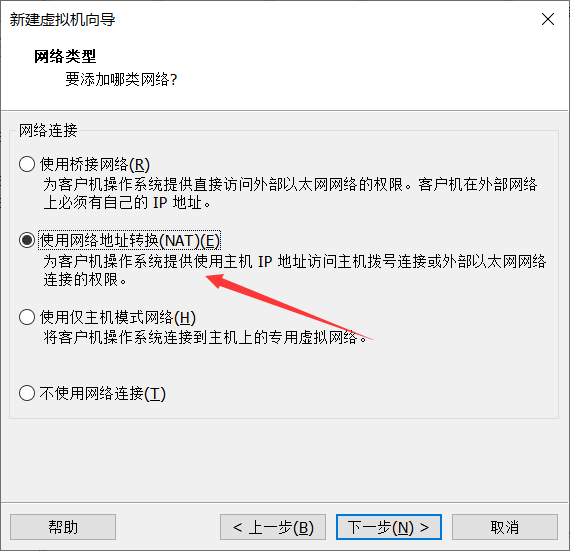 新建虚拟机向导
网络类型
要添加哪类网络?
网络连接
使用桥接网络(R)
为客户机操作系统提供直接访问外部以太网网络的权限。客户机在外部网络
上必须有自己的 IP 地址。
使用网络地址转换(NAT)(E)
为客户机操作系统提供使用主机 IP 地址访问主机拨号连接或外部以太网网络
连接的权限。
使用仅主机模式网络(H)
将客户机操作系统连接到主机上的专用虚拟网络。
不使用网络连接(T)
帮助
< 上一步(B)
下一步(N) >
取消